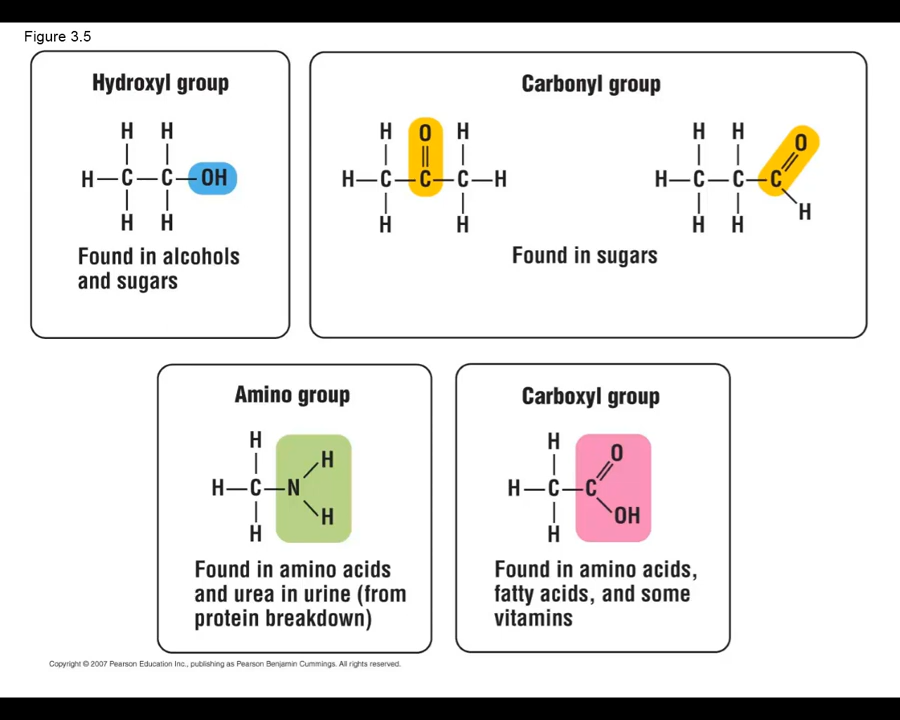 Figure 3.5
Hydroxyl group
H H
H—C—C—OH
H H
Found in alcohols
and sugars
Carbonyl group
H O H
H—C—C—C—H
H H
H H O
H—C—C—C
H H H
Found in sugars
Amino group
H
H
H—C—N
H
H
Found in amino acids
and urea in urine (from
protein breakdown)
Carboxyl group
H
O
H—C—C
OH
H
Found in amino acids,
fatty acids, and some
vitamins
Copyright © 2007 Pearson Education Inc., publishing as Pearson Benjamin Cummings. All rights reserved.